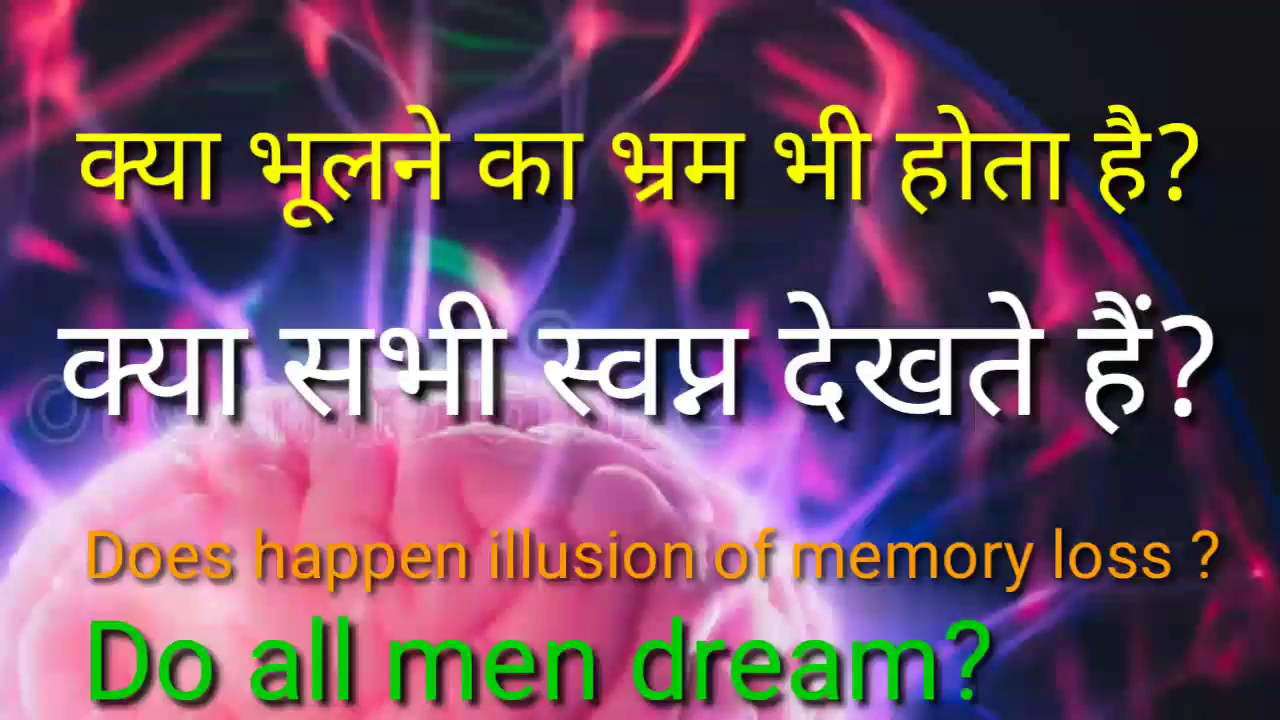 क्या भूलने का भ्रम भी होता है?
क्या सभी स्वप्न देखते हैं?
Does happen illusion of memory loss ?
Do all men dream?